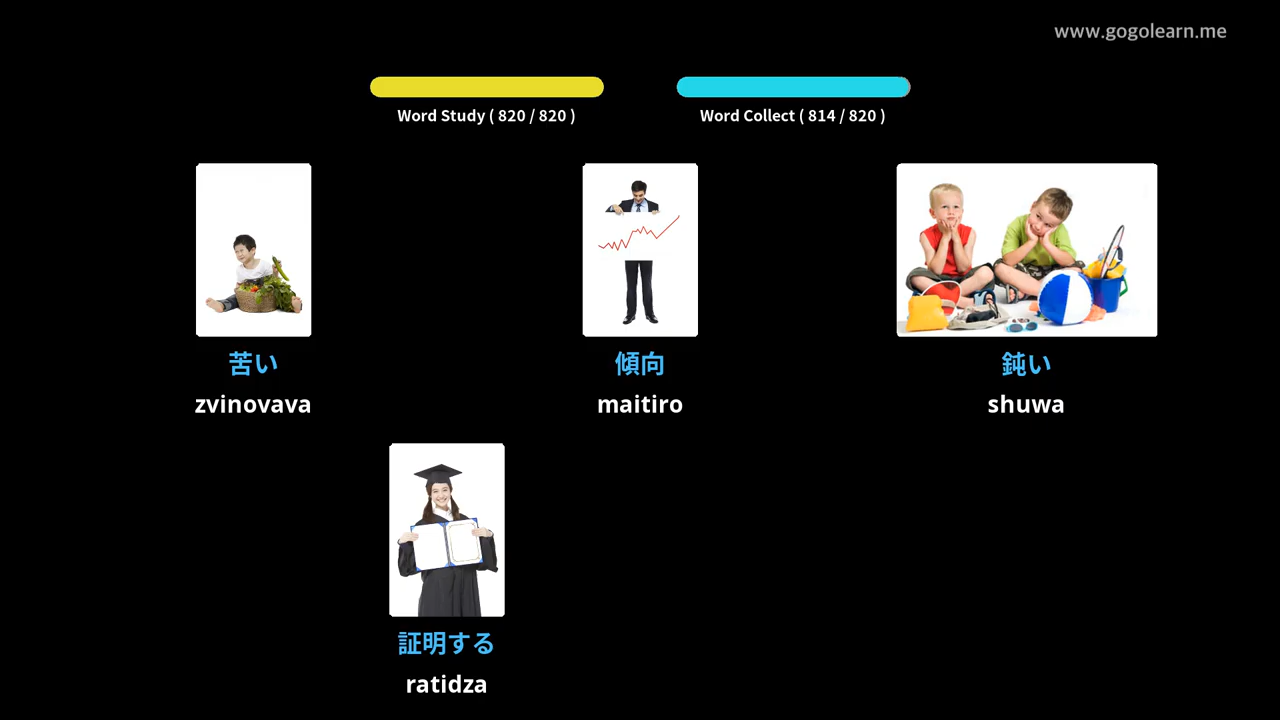 www.gogolearn.me
Word Study ( 820 / 820 )
Word Collect ( 814 / 820 )
苦い
zvinovava
傾向
maitiro
鈍い
shuwa
証明する
ratidza